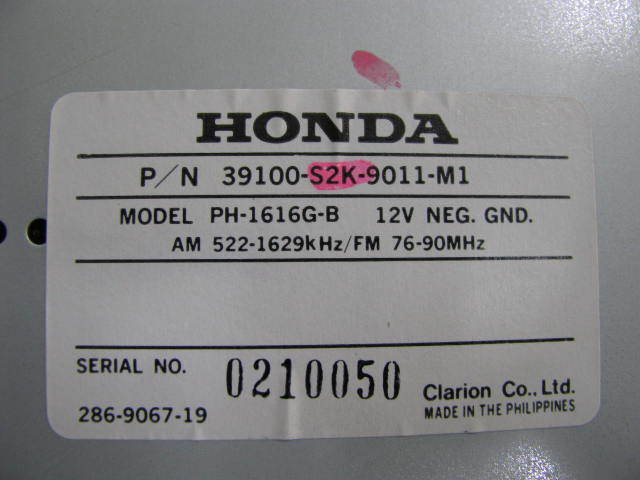 HONDA
P/N 39100-S2K-9011-M1
MODEL PH-1616G-B 12V NEG. GND.
AM 522-1629kHz/FM 76-90MHz
SERIAL NO. 0210050 Clarion Co., Ltd.
286-9067-19 MADE IN THE PHILIPPINES